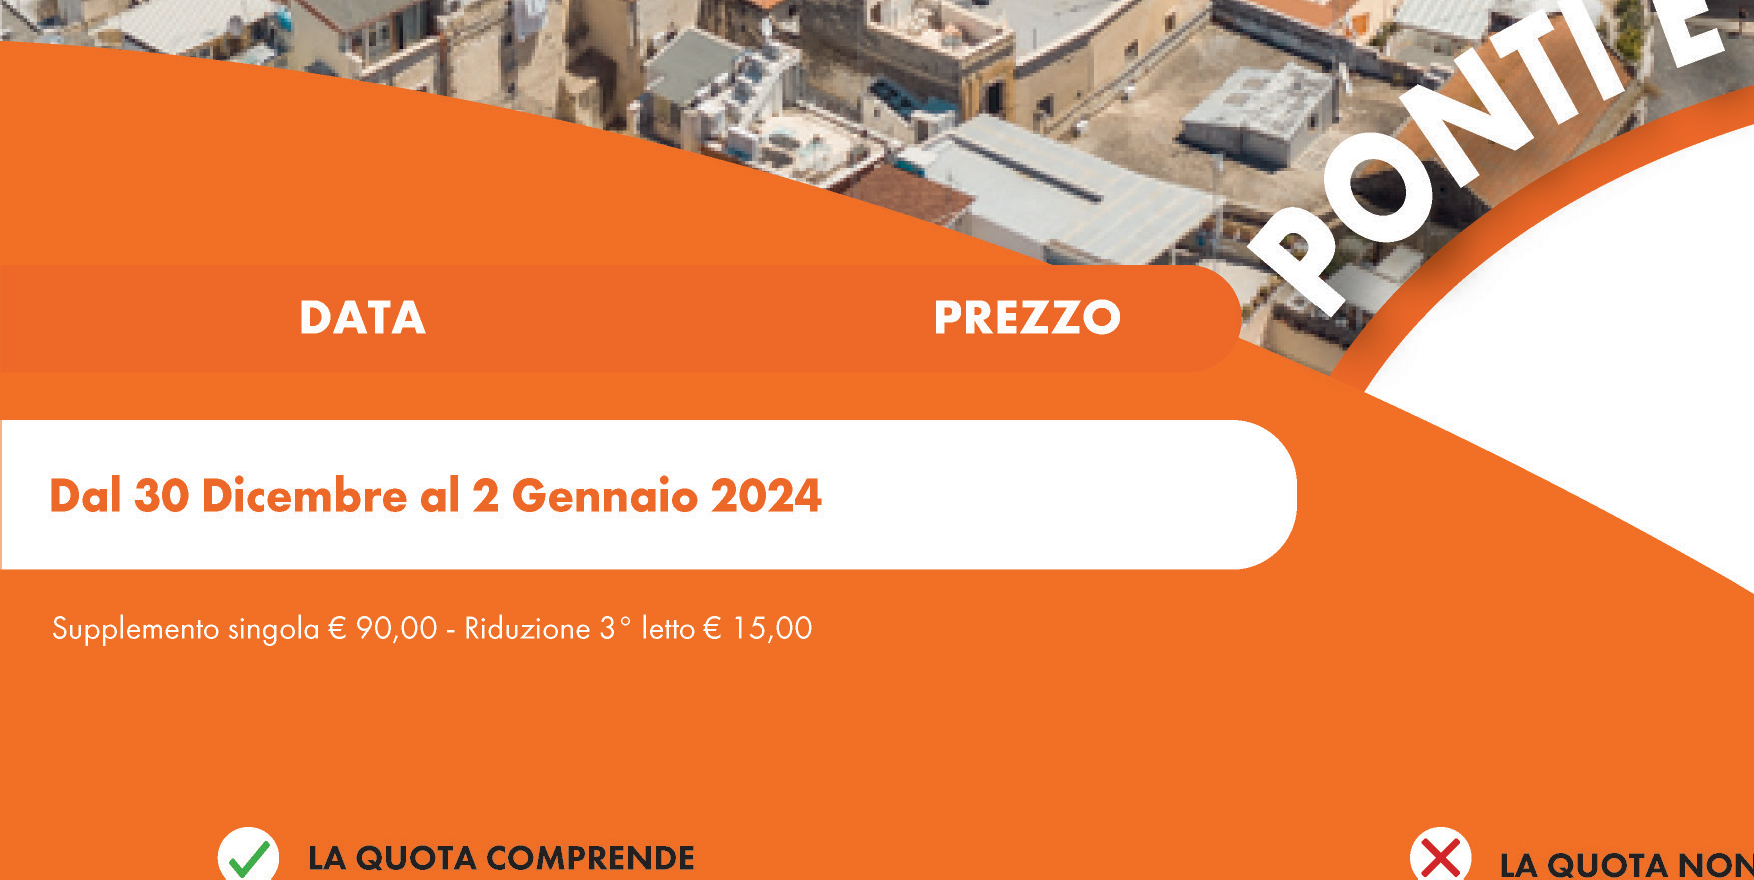 PONTI E
DATA
PREZZO
Dal 30 Dicembre al 2 Gennaio 2024
Supplemento singola € 90,00 - Riduzione 3° letto € 15,00
LA QUOTA COMPRENDE
LA QUOTA NON